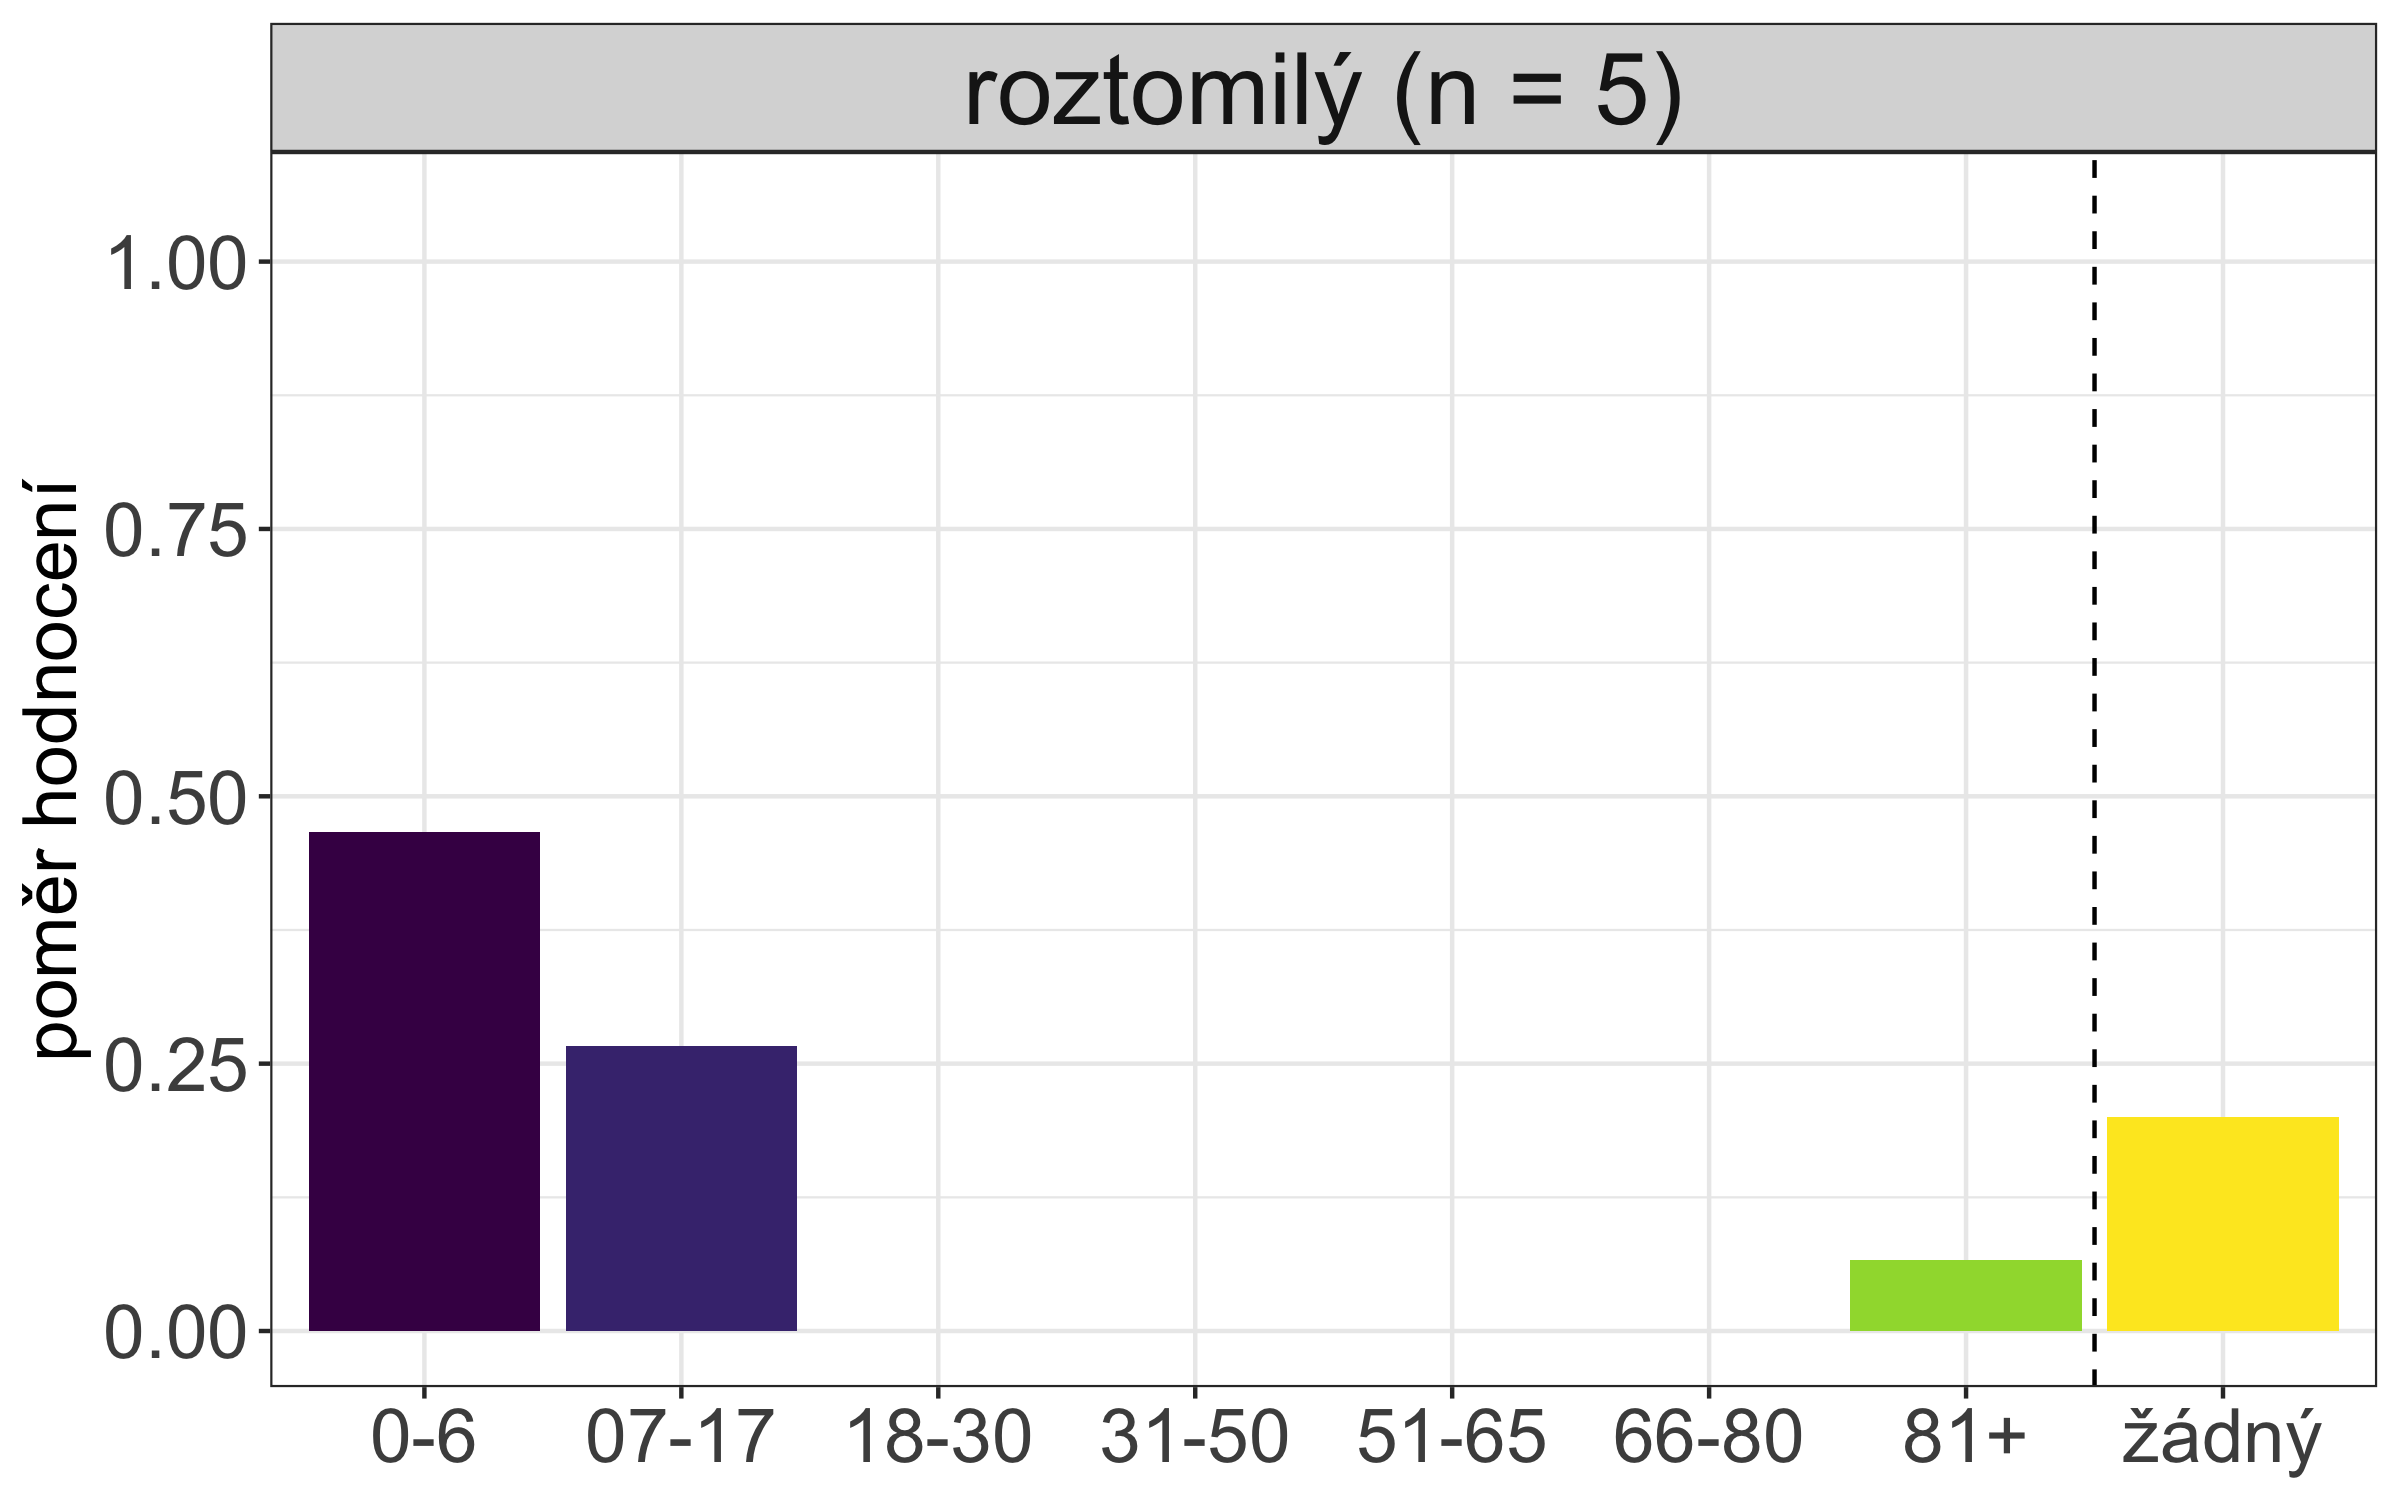 roztomilý (n = 5)
poměr hodnocení
1.00
0.75
0.50
0.25
0.00
0-6 07-17 18-30 31-50 51-65 66-80 81+ žádný